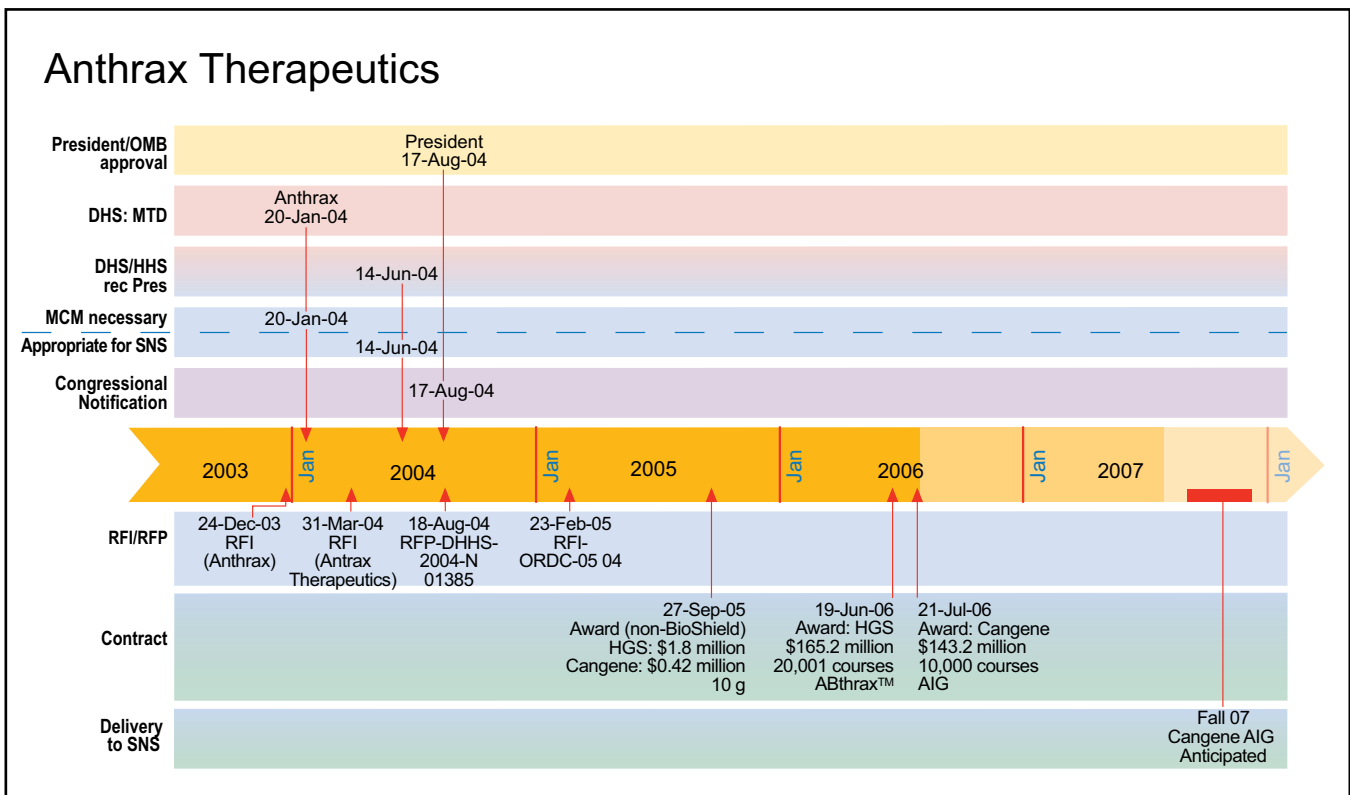 Anthrax Therapeutics
President/OMB
approval
President
17-Aug-04
DHS: MTD
Anthrax
20-Jan-04
DHS/HHS
rec Pres
14-Jun-04
MCM necessary
20-Jan-04
Appropriate for SNS
14-Jun-04
Congressional
Notification
17-Aug-04
2003
Jan
2004
Jan
2005
Jan
2006
2007
Jan
RFI/RFP
24-Dec-03
RFI
(Anthrax)
31-Mar-04
RFI
(Antrax
Therapeutics)
18-Aug-04
RFP-DHHS-
2004-N
01385
23-Feb-05
RFI-
ORDC-05 04
Contract
27-Sep-05
Award (non-BioShield)
HGS: $1.8 million
Cangene: $0.42 million
10 g
19-Jun-06
Award: HGS
$165.2 million
20,001 courses
ABthrax™
21-Jul-06
Award: Cangene
$143.2 million
10,000 courses
AIG
Delivery
to SNS
Fall 07
Cangene AIG
Anticipated